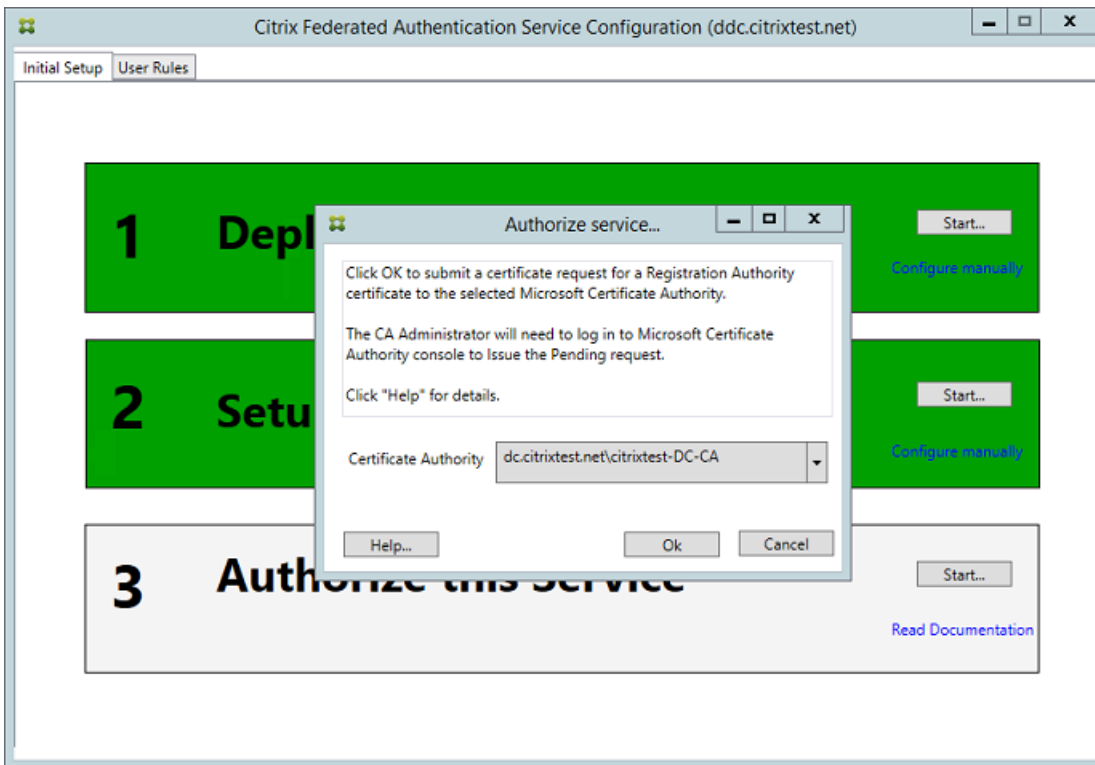 Citrix Federated Authentication Service Configuration (ddc.citrixtest.net)
Initial Setup User Rules
1 Depl Start...
Configure manually
Authorize service...
Click OK to submit a certificate request for a Registration Authority
certificate to the selected Microsoft Certificate Authority.
The CA Administrator will need to log in to Microsoft Certificate
Authority console to Issue the Pending request.
Click "Help" for details.
2 Setu Start...
Configure manually
Certificate Authority dc.citrixtest.net\citrixtest-DC-CA
Help... Ok Cancel
3 Authorize this Service Start...
Read Documentation